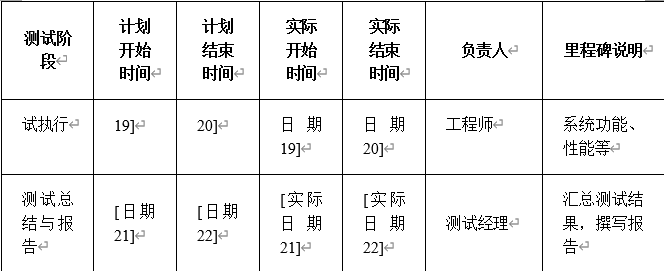 测试阶段
计划开始时间
计划结束时间
实际开始时间
实际结束时间
负责人
里程碑说明
试执行
19]
20]
日期
19]
日期
20]
工程师
系统功能、
性能等
测试总
结与报
告
[日期
21]
[日期
22]
[实际
日期
21]
[实际
日期
22]
测试经理
汇总测试结
果，撰写报
告